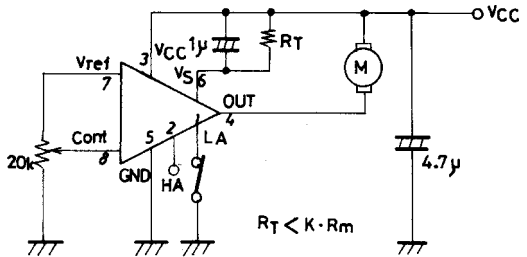 VCC
3
VCC
1μ
RT
VS
6
M
Vref
7
OUT
4
Cont
8
5
2
LA
1
20k
GND
HA
4.7μ
RT < K・Rm